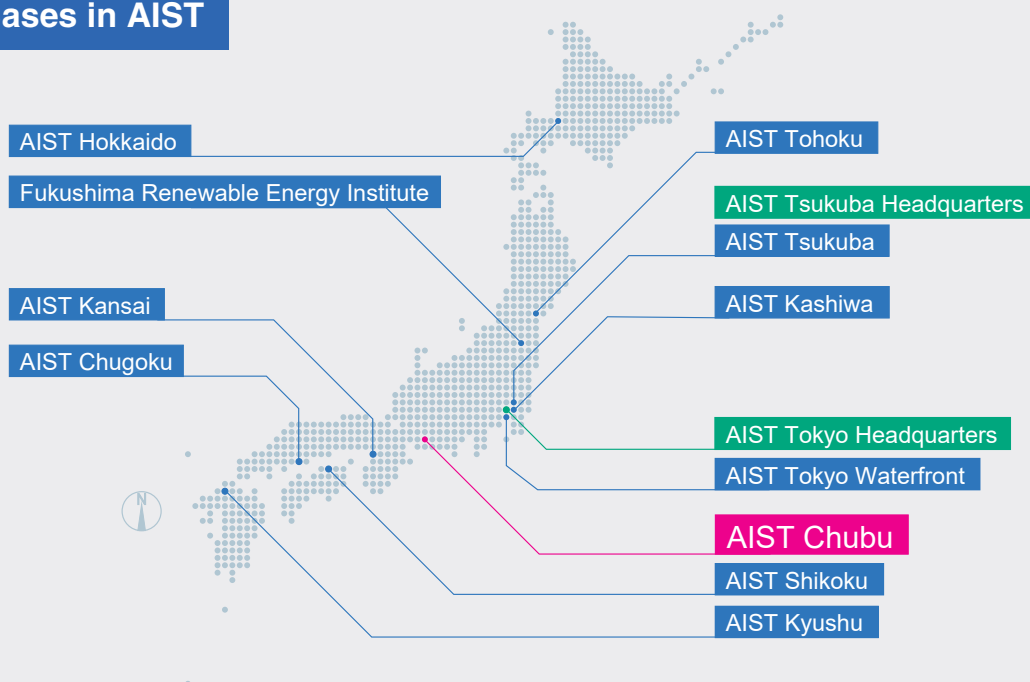 ases in AIST
AIST Hokkaido
Fukushima Renewable Energy Institute
AIST Kansai
AIST Chugoku
N
AIST Tohoku
AIST Tsukuba Headquarters
AIST Tsukuba
AIST Kashiwa
AIST Tokyo Headquarters
AIST Tokyo Waterfront
AIST Chubu
AIST Shikoku
AIST Kyushu